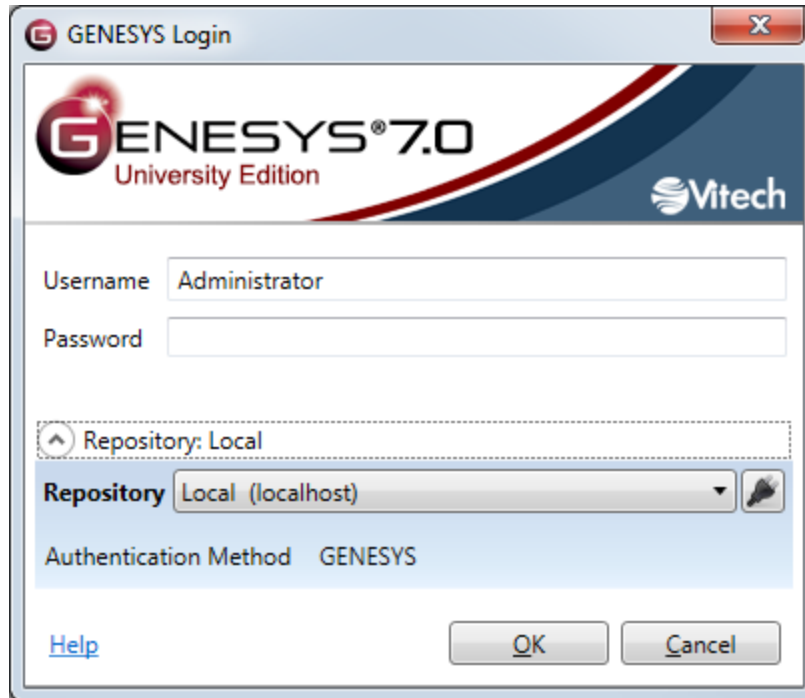 GENESYS Login
GENESYS®7.0
University Edition
Vitech
Username Administrator
Password
Repository: Local
Repository Local (localhost)
Authentication Method GENESYS
Help OK Cancel